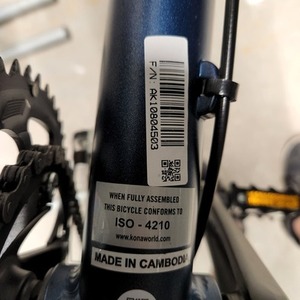 F/N AK10804503
WHEN FULLY ASSEMBLED
THIS BICYCLE CONFORMS TO
ISO - 4210
www.konaworld.com
MADE IN CAMBODIA